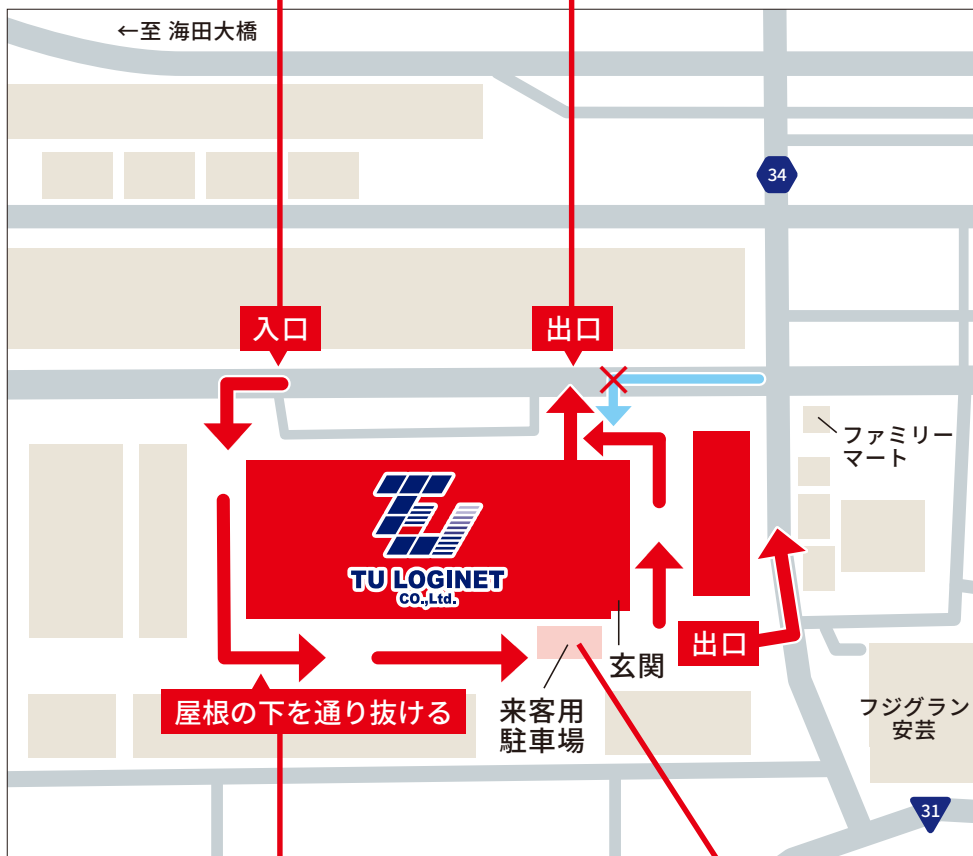 ←至 海田大橋
34
入口
出口
ファミリー
マート
TU LOGINET
CO.,Ltd.
出口
玄関
屋根の下を通り抜ける
来客用
駐車場
フジグラン
安芸
31